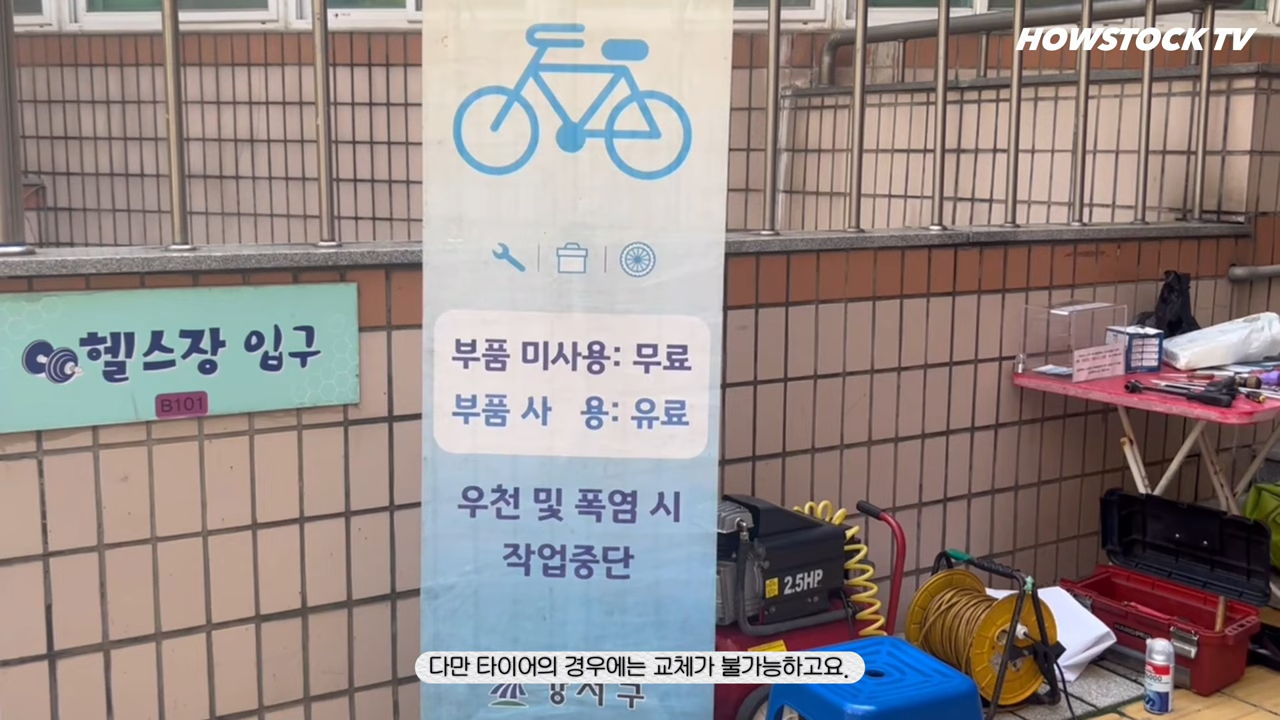 HOWSTOCK TV
헬스장 입구
B101
부품 미사용: 무료
부품 사 용: 유료
우천 및 폭염 시
작업중단
2.5HP
다만 타이어의 경우에는 교체가 불가능하고요.